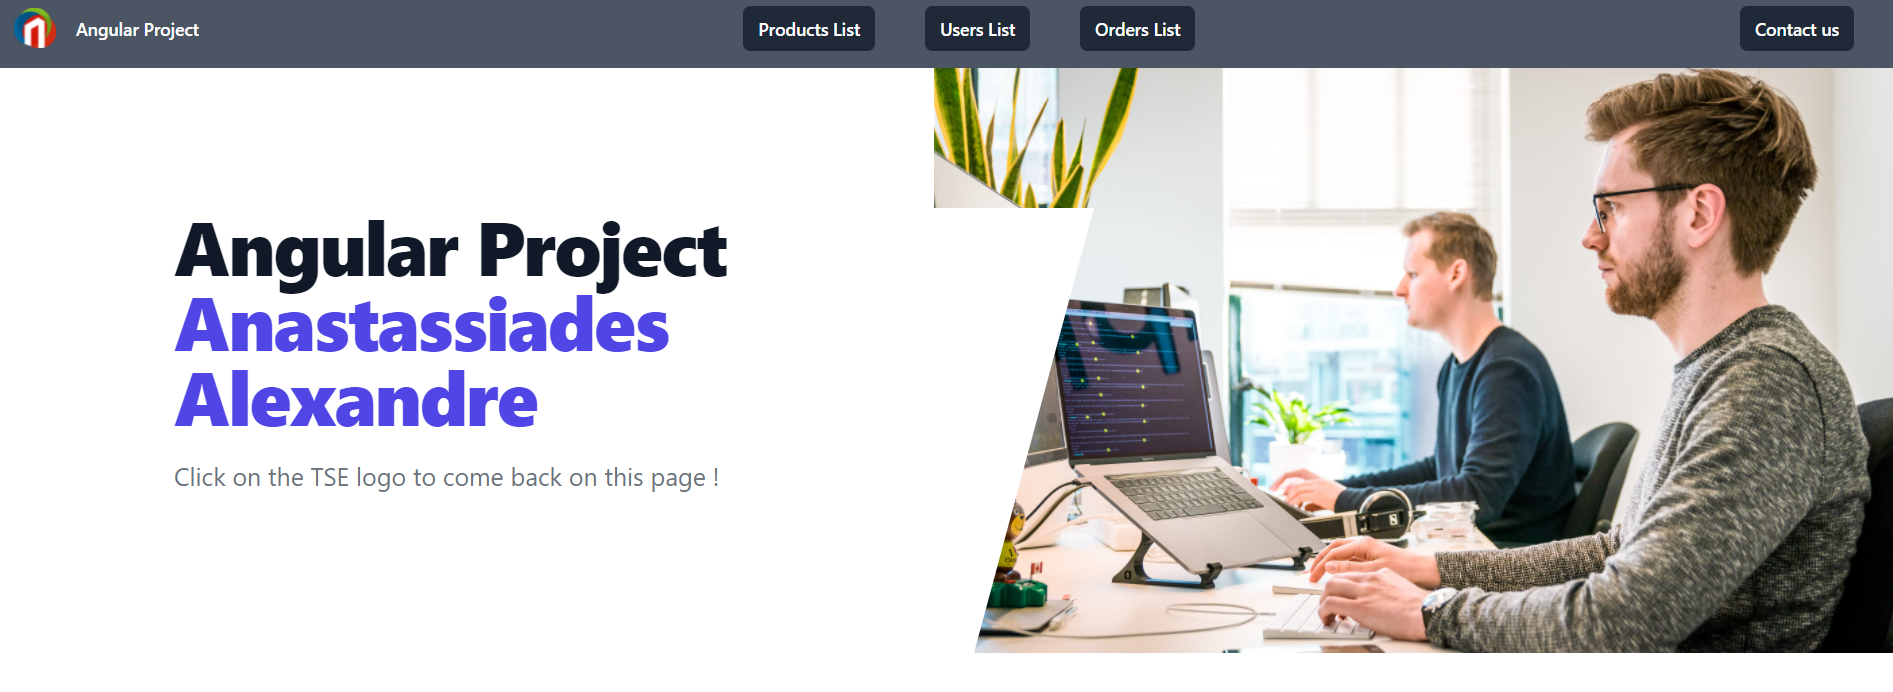 Angular Project
Products List
Users List
Orders List
Contact us
Angular Project
Anastassiades
Alexandre
Click on the TSE logo to come back on this page !